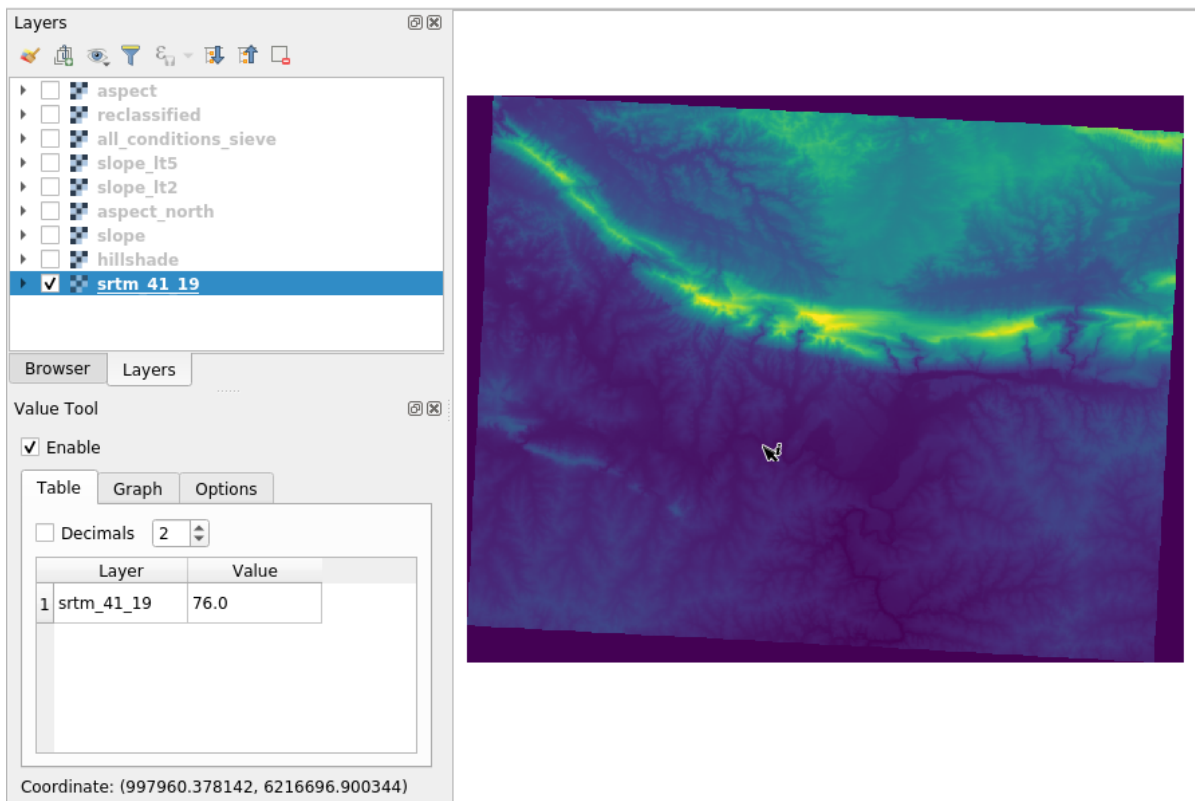 Layers
aspect
reclassified
all_conditions_sieve
slope_lt5
slope_lt2
aspect_north
slope
hillshade
srtm_41_19
Browser Layers
Value Tool
Enable
Table Graph Options
Decimals 2
Layer Value
1 srtm_41_19 76.0
Coordinate: (997960.378142, 6216696.900344)